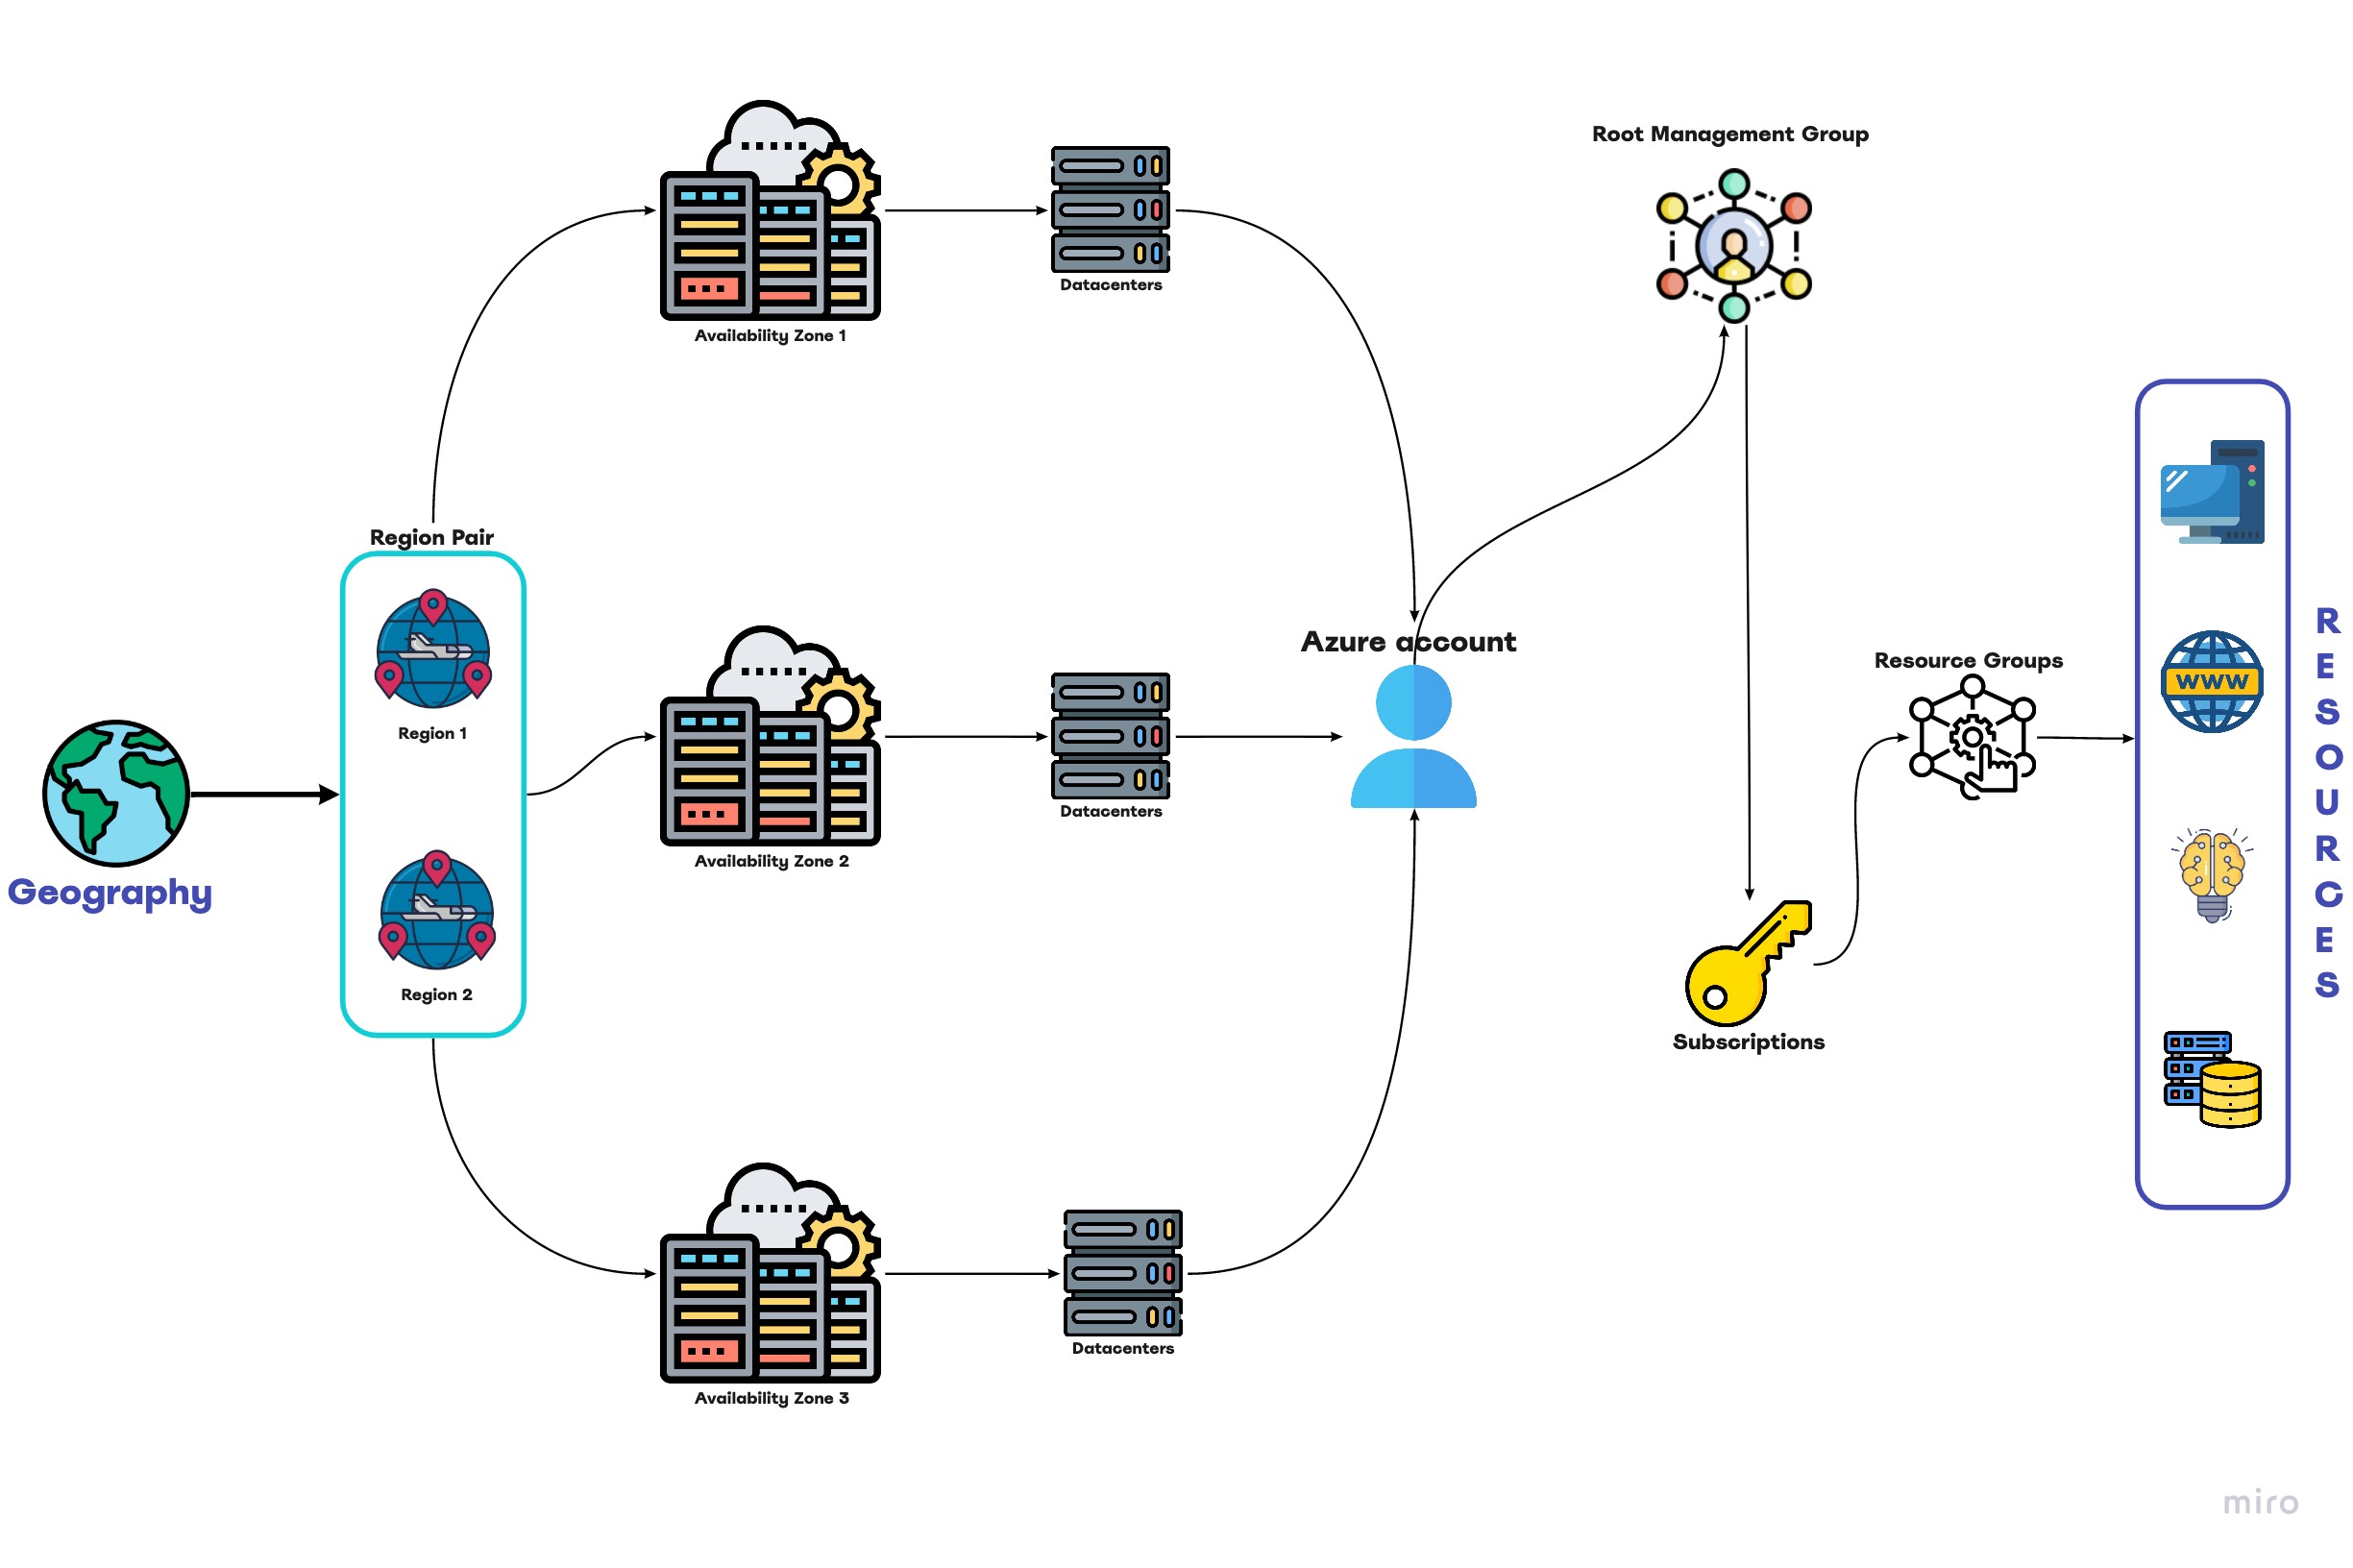 Root Management Group
Datacenters
Availability Zone 1
Region Pair
Azure account
Resource Groups
WWW
Region 1
Datacenters
Availability Zone 2
Geography
Region 2
Subscriptions
Datacenters
Availability Zone 3
RESOURCES
miro